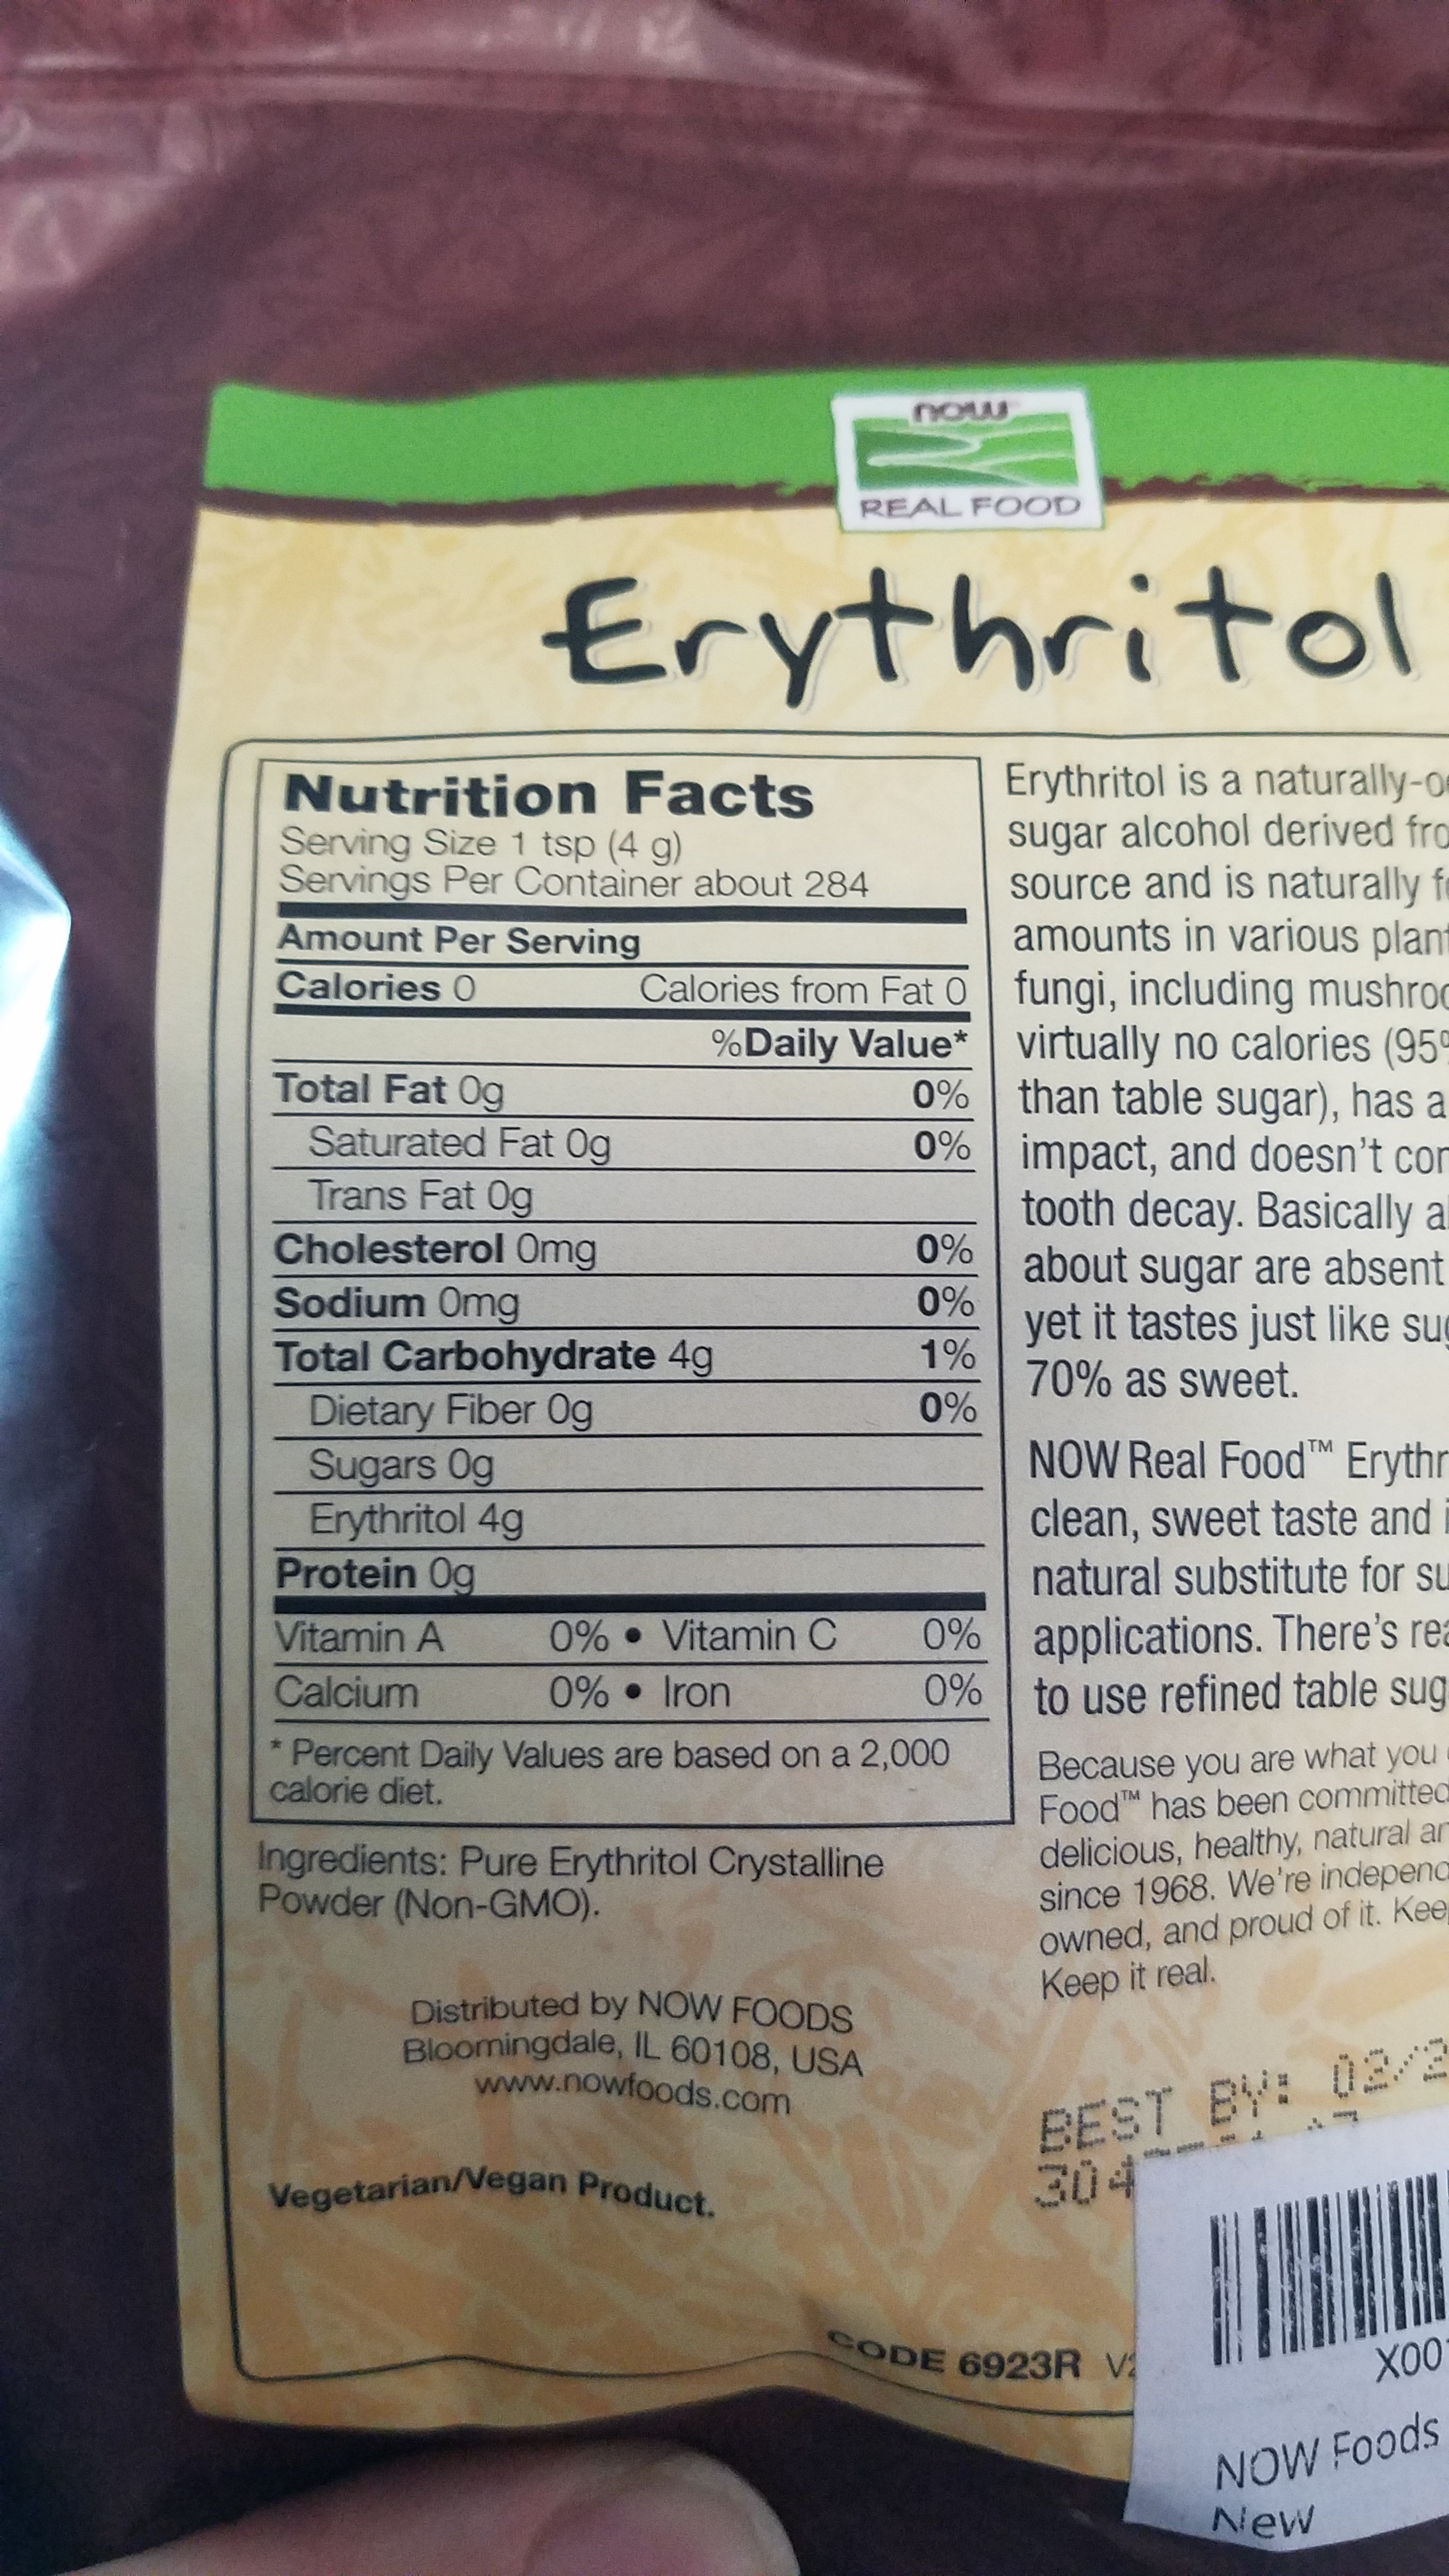 now
REAL FOOD
Erythritol
Nutrition Facts
Serving Size 1 tsp (4 g)
Servings Per Container about 284
Amount Per Serving
Calories 0 Calories from Fat 0
%Daily Value*
Total Fat 0g 0%
Saturated Fat 0g 0%
Trans Fat 0g
Cholesterol 0mg 0%
Sodium 0mg 0%
Total Carbohydrate 4g 1%
Dietary Fiber 0g 0%
Sugars 0g
Erythritol 4g
Protein 0g
Vitamin A 0% • Vitamin C 0%
Calcium 0% • Iron 0%
* Percent Daily Values are based on a 2,000
calorie diet.
Ingredients: Pure Erythritol Crystalline
Powder (Non-GMO).
Distributed by NOW FOODS
Bloomingdale, IL 60108, USA
www.nowfoods.com
Vegetarian/Vegan Product.
Erythritol is a
sugar alcohol derived
source and is naturally
amounts in various
fungi, including
virtually no calories
than table sugar), has a
impact, and doesn't
tooth decay. Basically
about sugar are absent
yet it tastes just like
70% as sweet.
NOW Real Food™
clean, sweet taste and
natural substitute for
applications. There's
to use refined table
Because you are what you
Food™ has been
delicious, healthy, natural
since 1968. We're
owned, and proud of it.
Keep it real.
BEST BY: 02/2
304
CODE 6923R
X00
NOW Foods
New